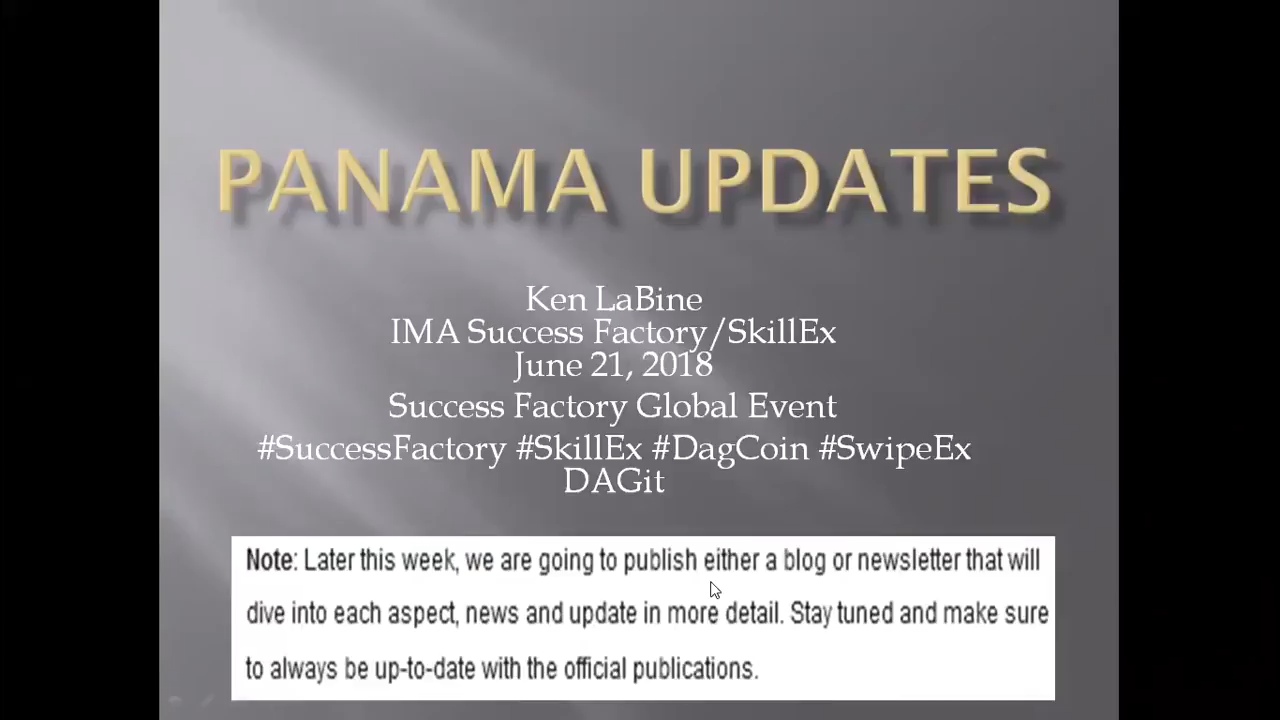 PANAMA UPDATES
Ken LaBine
IMA Success Factory/SkillEx
June 21, 2018
Success Factory Global Event
#SuccessFactory #SkillEx #DagCoin #SwipeEx
DAGit
Note: Later this week, we are going to publish either a blog or newsletter that will
dive into each aspect, news and update in more detail. Stay tuned and make sure
to always be up-to-date with the official publications.